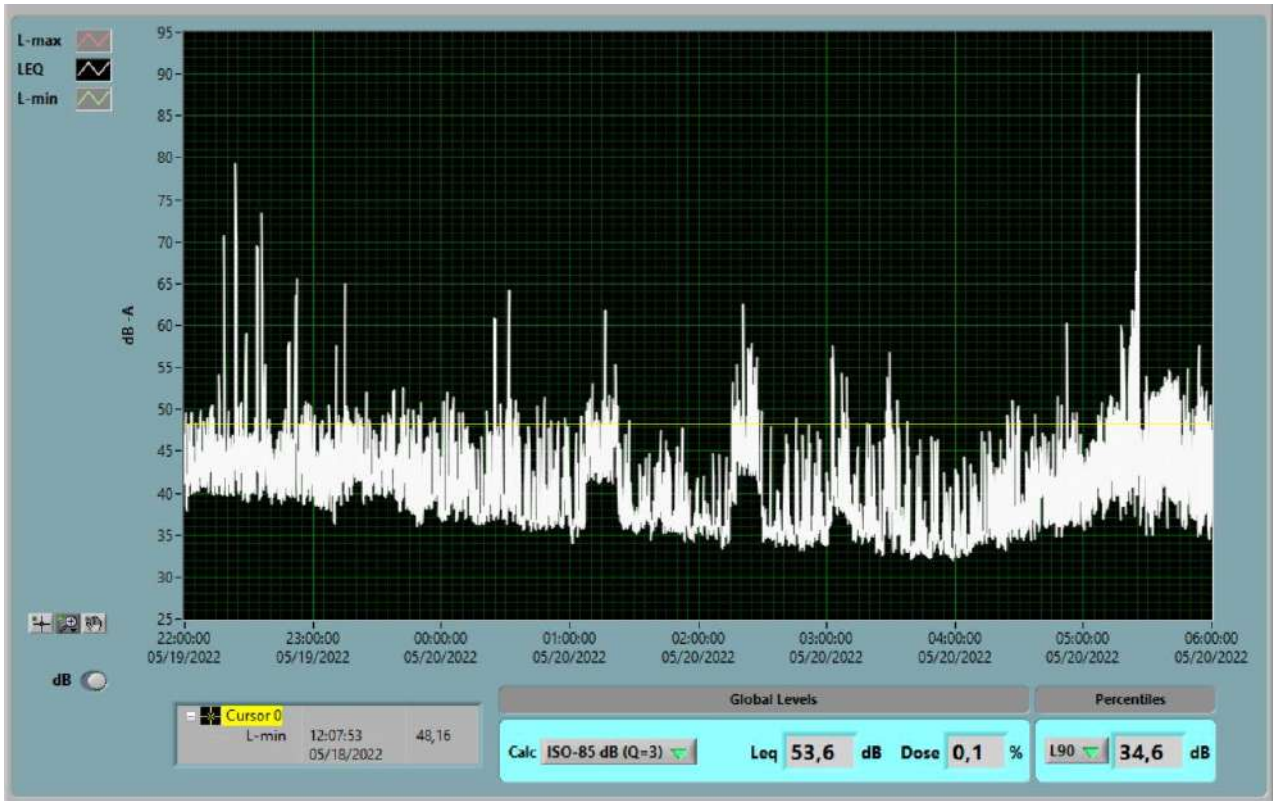 L-max
LEQ
L-min
95
90
85
80
75
70
65
60
55
50
45
40
35
30
25
dB -A
22:00:00 23:00:00 00:00:00 01:00:00 02:00:00 03:00:00 04:00:00 05:00:00 06:00:00
05/19/2022 05/19/2022 05/20/2022 05/20/2022 05/20/2022 05/20/2022 05/20/2022 05/20/2022 05/20/2022
dB
Cursor 0
L-min 12:07:53 48,16
05/18/2022
Global Levels
Calc ISO-85 dB (Q=3) Leq 53,6 dB Dose 0,1 %
Percentiles
L90 34,6 dB